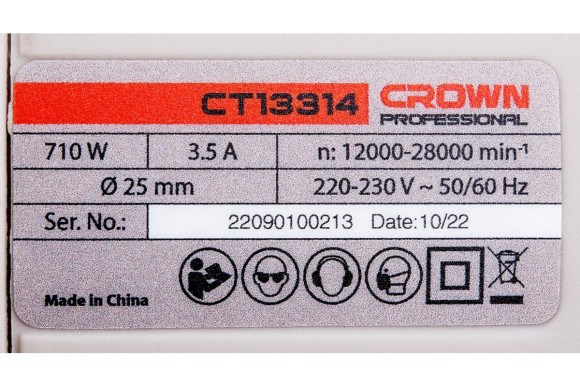 CT13314 CROWN
PROFESSIONAL
710 W 3.5 A n: 12000-28000 min-1
Ø 25 mm 220-230 V ~ 50/60 Hz
Ser. No.: 22090100213 Date:10/22
Made in China